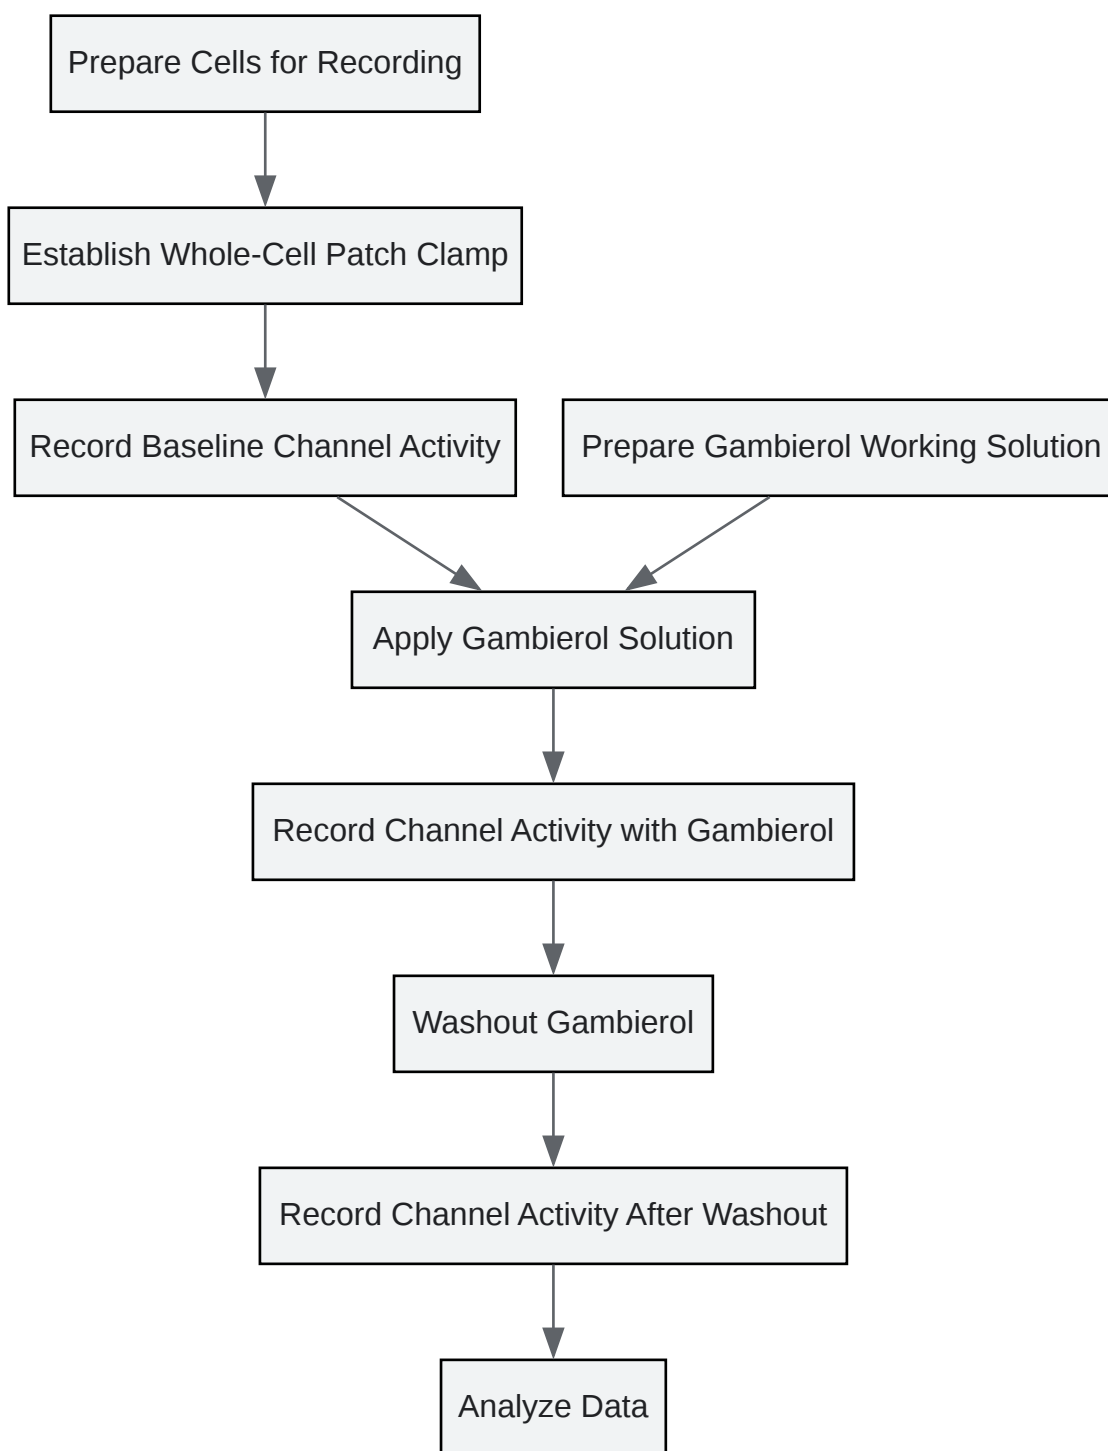 Prepare Cells for Recording
Establish Whole-Cell Patch Clamp
Record Baseline Channel Activity
Prepare Gambierol Working Solution
Apply Gambierol Solution
Record Channel Activity with Gambierol
Washout Gambierol
Record Channel Activity After Washout
Analyze Data